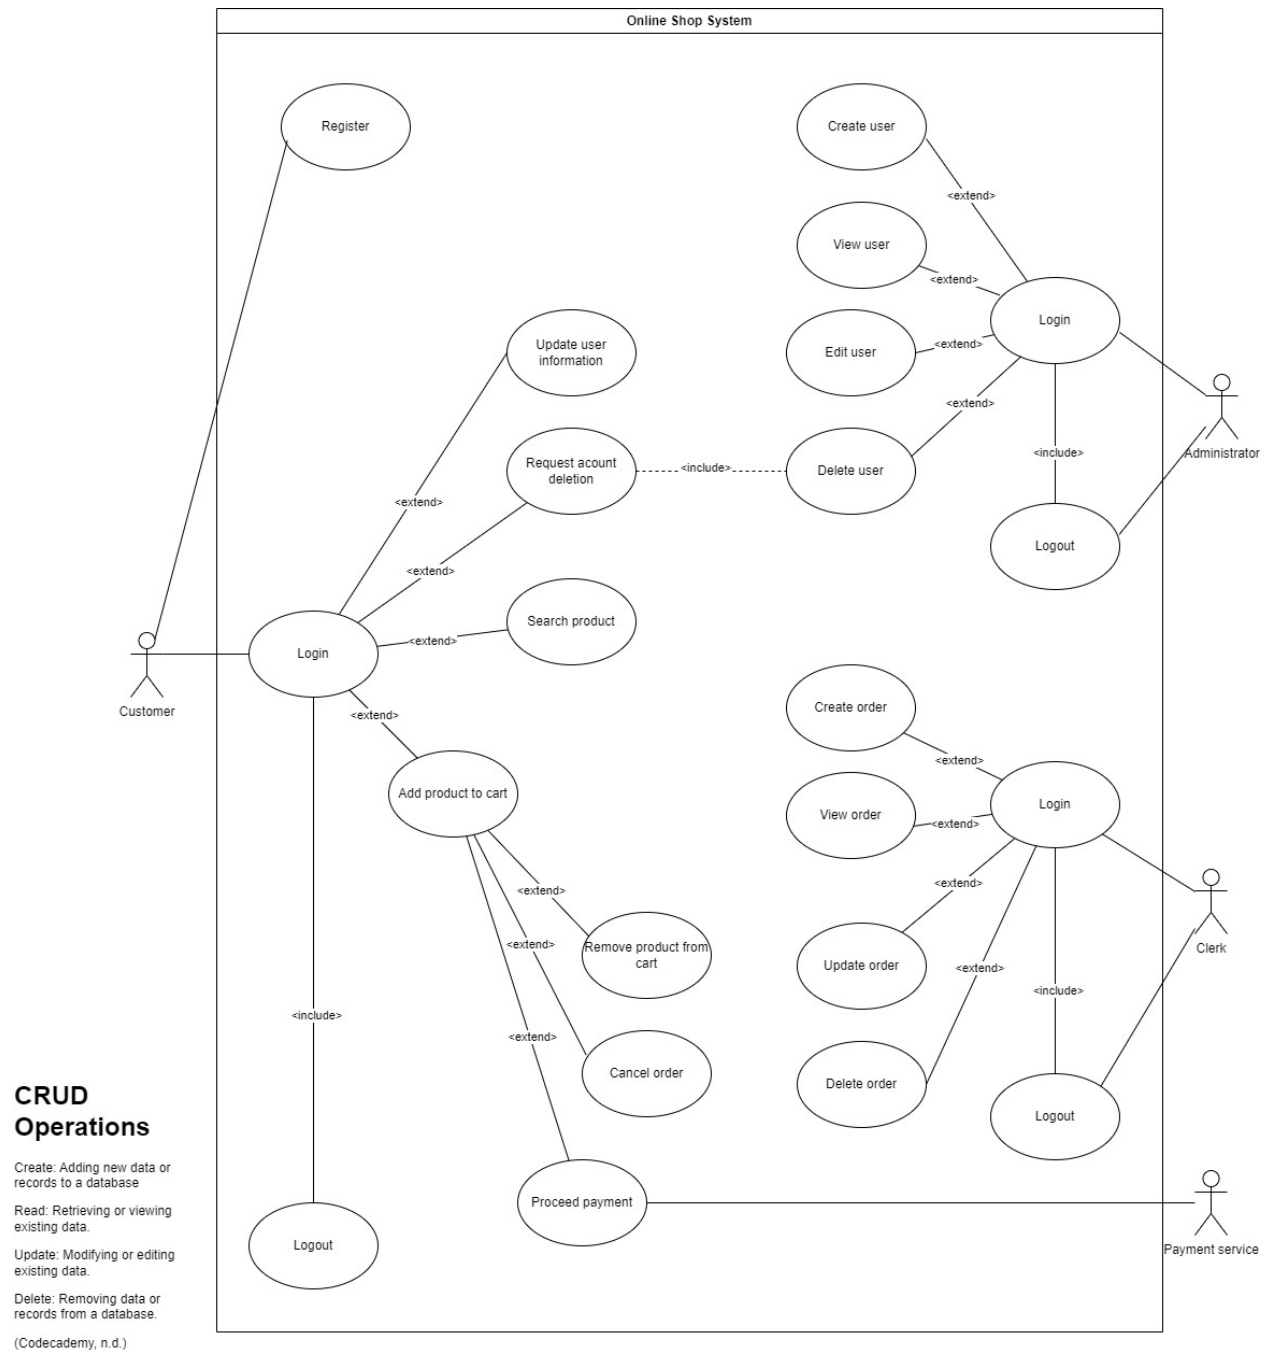 Online Shop System
Register
Create user
<extend>
View user
<extend>
Login
Update user
information
Edit user
<extend>
<extend>
Administrator
<include>
Request acount
deletion
<include>
Delete user
<extend>
Logout
<extend>
Search product
<extend>
Login
Customer
<extend>
Create order
<extend>
Add product to cart
Login
View order
<extend>
<extend>
<extend>
Remove product from
cart
<extend>
Clerk
Update order
<extend>
<include>
<include>
<extend>
Cancel order
Delete order
Logout
Proceed payment
Payment service
Logout
CRUD
Operations
Create: Adding new data or
records to a database
Read: Retrieving or viewing
existing data.
Update: Modifying or editing
existing data.
Delete: Removing data or
records from a database.
(Codecademy, n.d.)